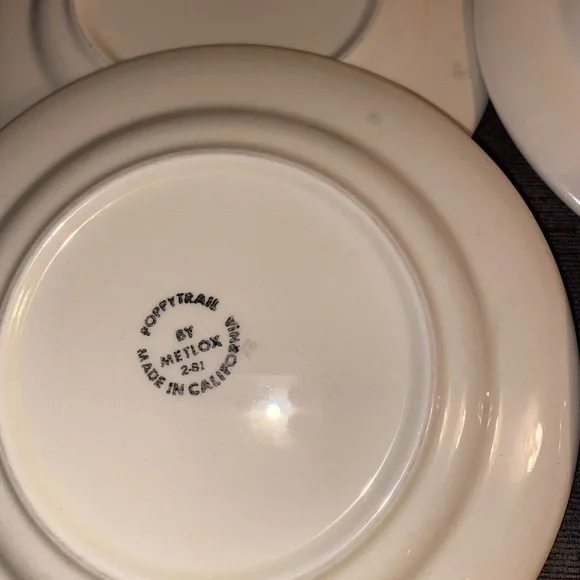 POPPYTRAIL
BY
METLOX
2-81
MADE IN CALIFORNIA